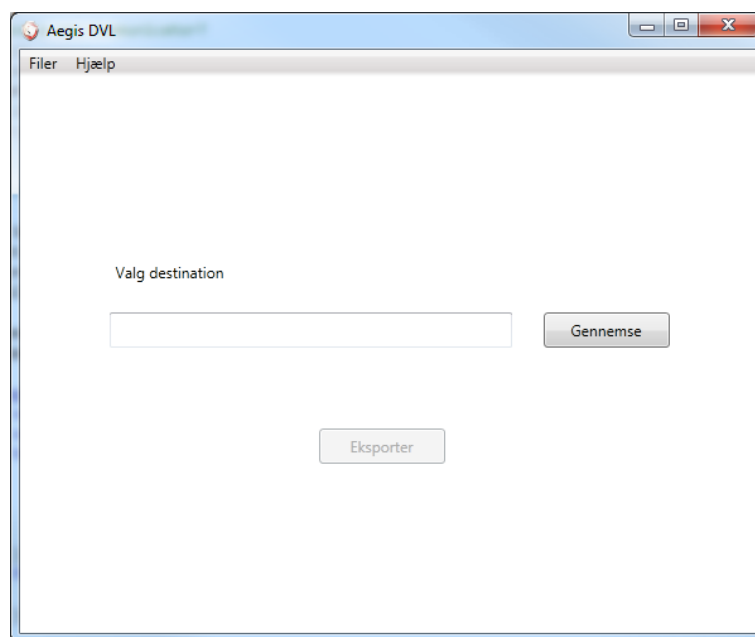 Aegis DVL
Filer Hjælp
Valg destination
Gennemse
Eksporter